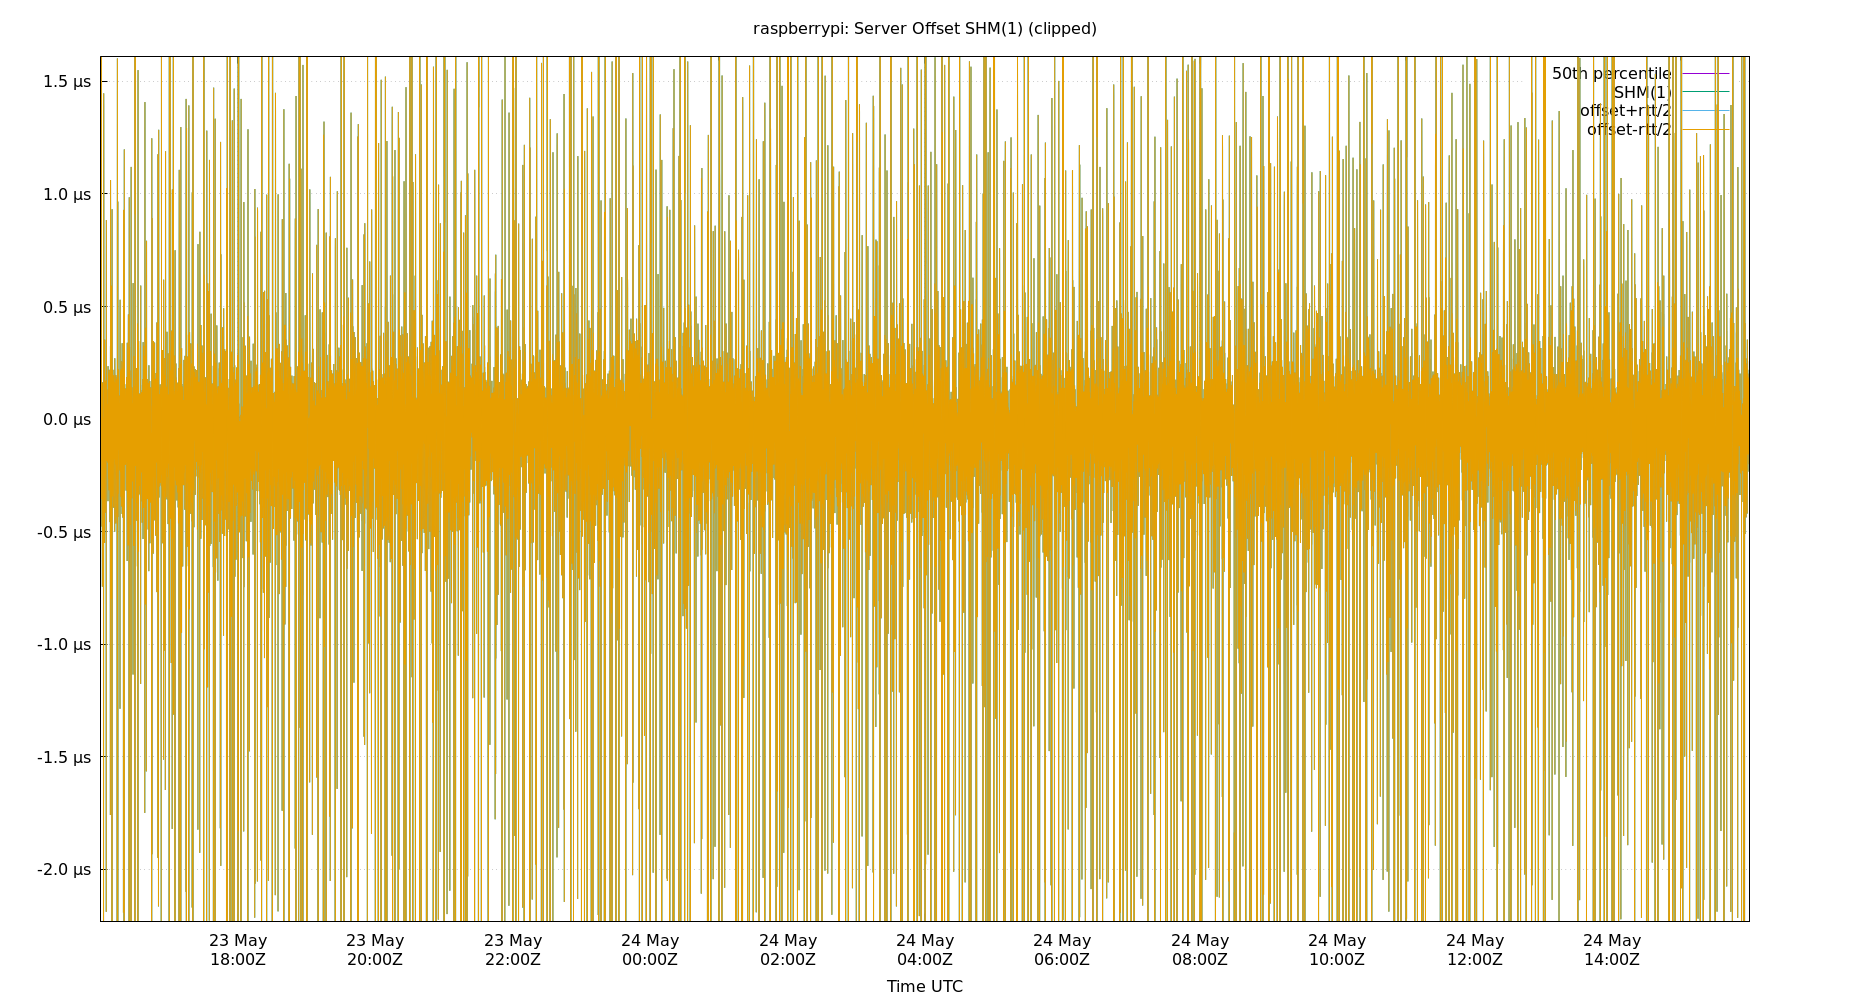 raspberrypi: Server Offset SHM(1) (clipped)
50th percentile
SHM(1)
offset+rtt/2
offset-rtt/2
1.5 µs
1.0 µs
0.5 µs
0.0 µs
-0.5 µs
-1.0 µs
-1.5 µs
-2.0 µs
23 May 23 May 23 May 24 May 24 May 24 May 24 May 24 May 24 May 24 May 24 May
18:00Z 20:00Z 22:00Z 00:00Z 02:00Z 04:00Z 06:00Z 08:00Z 10:00Z 12:00Z 14:00Z
Time UTC